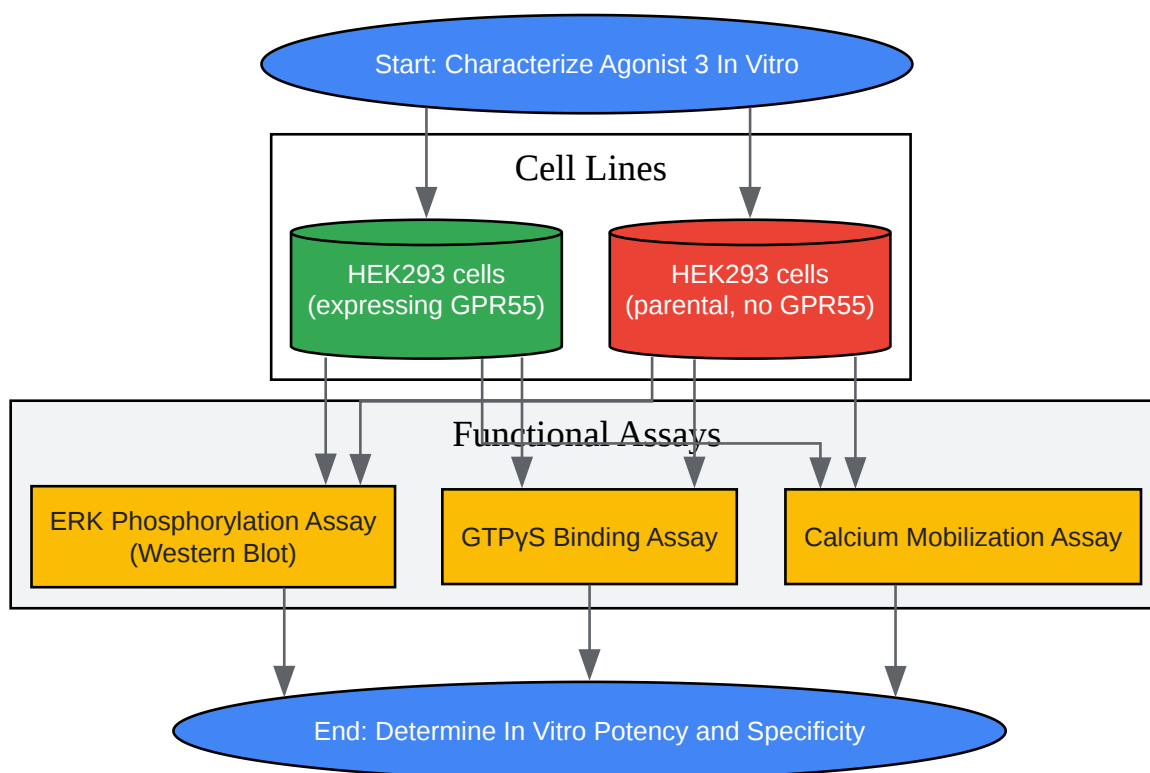 Start: Characterize Agonist 3 In Vitro
Cell Lines
HEK293 cells
(expressing GPR55)
HEK293 cells
(parental, no GPR55)
Functional Assays
ERK Phosphorylation Assay
(Western Blot)
GTPγS Binding Assay
Calcium Mobilization Assay
End: Determine In Vitro Potency and Specificity